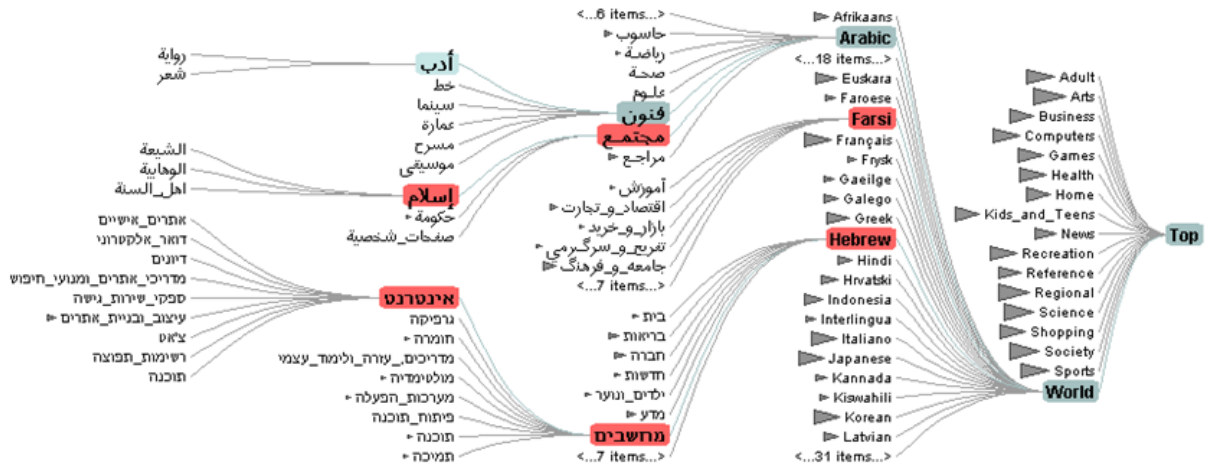 Top
Adult
Arts
Business
Computers
Games
Health
Home
Kids_and_Teens
News
Recreation
Reference
Regional
Science
Shopping
Society
Sports
World
Afrikaans
Arabic
<...18 items...>
Euskara
Faroese
Farsi
Français
Frysk
Gaeilge
Galego
Greek
Hebrew
Hindi
Hrvatski
Indonesia
Interlingua
Italiano
Japanese
Kannada
Kiswahili
Korean
Latvian
<...31 items...>
<...6 items...>
حاسوب
رياضة
صحة
علوم
فنون
مجتمع
مراجع
آموزش
اقتصاد_و_تجارت
بازار_و_خريد
تفريح_و_سرگرمي
جامعه_و_فرهنگ
<...7 items...>
בית
בריאות
חברה
חדשות
ילדים_ונוער
מדע
מחשבים
<...7 items...>
أدب
خط
سينما
عمارة
مسرح
موسيقى
إسلام
حكومة
صفحات_شخصية
אינטרנט
גרפיקה
חומרה
מדריכים,_עזרה_ולימוד_עצמי
מולטימדיה
מערכות_הפעלה
פיתוח_תוכנה
תוכנה
תמיכה
رواية
شعر
الشيعة
الوهابية
اهل_السنة
אתרים_אישיים
דואר_אלקטרוני
דיונים
מדריכי_אתרים_ומנועי_חיפוש
ספקי_שירות_גישה
עיצוב_ובניית_אתרים
צ'אט
רשימות_תפוצה
תוכנה